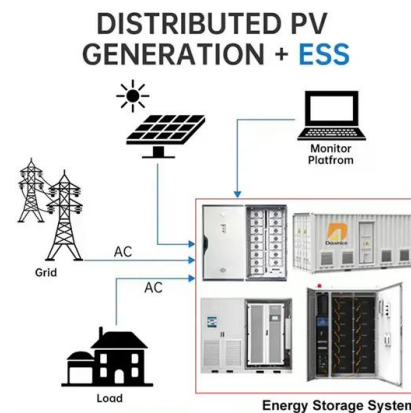 DISTRIBUTED PV
GENERATION + ESS
Monitor
Platfrom
AC
Grid
AC
Load
Energy Storage System